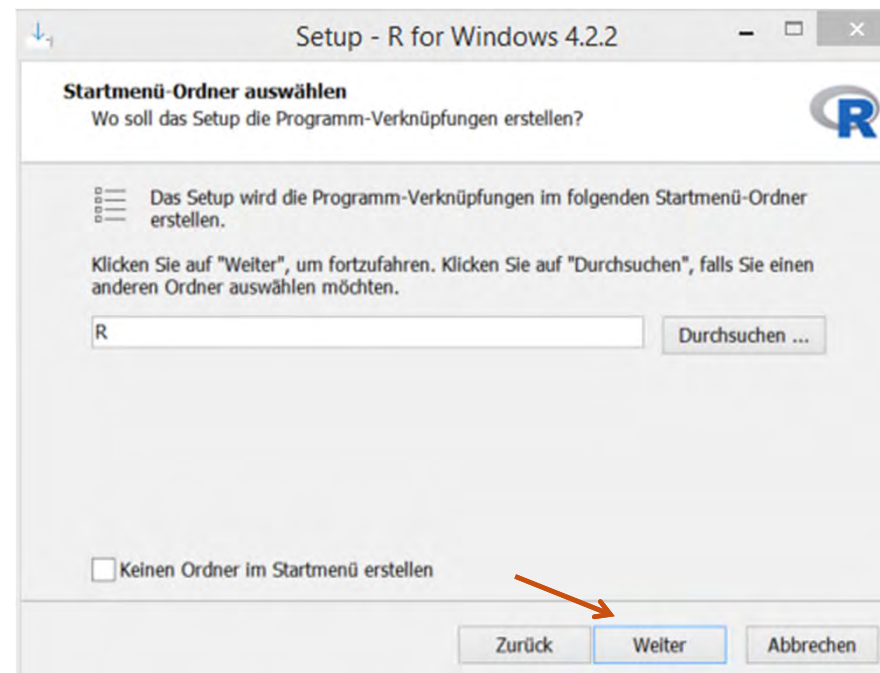 Setup - R for Windows 4.2.2
Startmenü-Ordner auswählen
Wo soll das Setup die Programm-Verknüpfungen erstellen?
R
Das Setup wird die Programm-Verknüpfungen im folgenden Startmenü-Ordner
erstellen.
Klicken Sie auf "Weiter", um fortzufahren. Klicken Sie auf "Durchsuchen", falls Sie einen
anderen Ordner auswählen möchten.
R
Durchsuchen ...
Keinen Ordner im Startmenü erstellen
Zurück
Weiter
Abbrechen